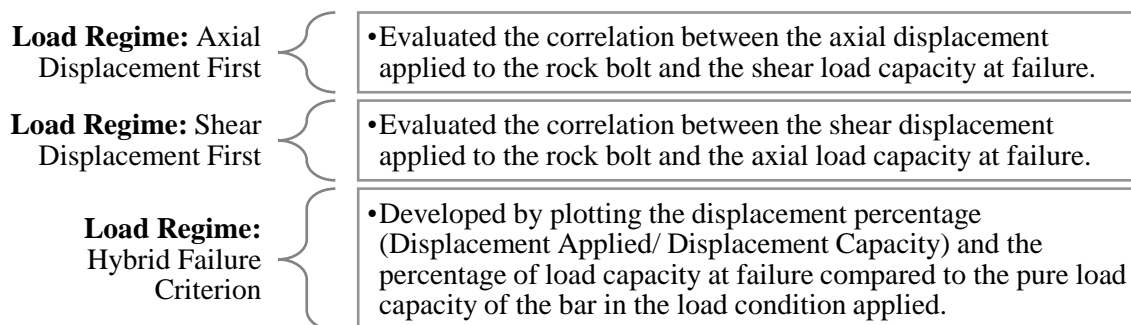 Load Regime: Axial
Displacement First
•Evaluated the correlation between the axial displacement
applied to the rock bolt and the shear load capacity at failure.
Load Regime: Shear
Displacement First
•Evaluated the correlation between the shear displacement
applied to the rock bolt and the axial load capacity at failure.
Load Regime:
Hybrid Failure
Criterion
•Developed by plotting the displacement percentage
(Displacement Applied/ Displacement Capacity) and the
percentage of load capacity at failure compared to the pure load
capacity of the bar in the load condition applied.